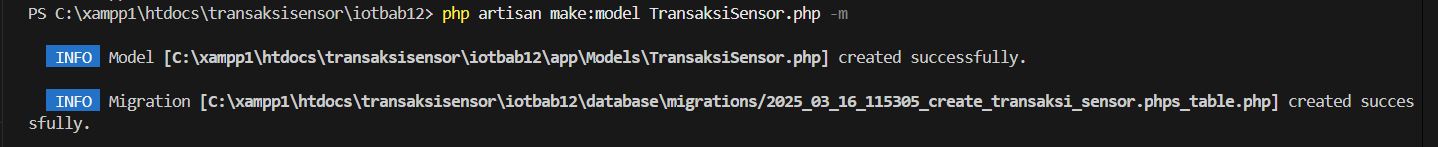 PS C:\xampp1\htdocs\transaksisensor\iotbab12> php artisan make:model TransaksiSensor.php -m
INFO Model [C:\xampp1\htdocs\transaksisensor\iotbab12\app\Models\TransaksiSensor.php] created successfully.
INFO Migration [C:\xampp1\htdocs\transaksisensor\iotbab12\database\migrations/2025_03_16_115305_create_transaksi_sensor.phps_table.php] created succes
sfully.